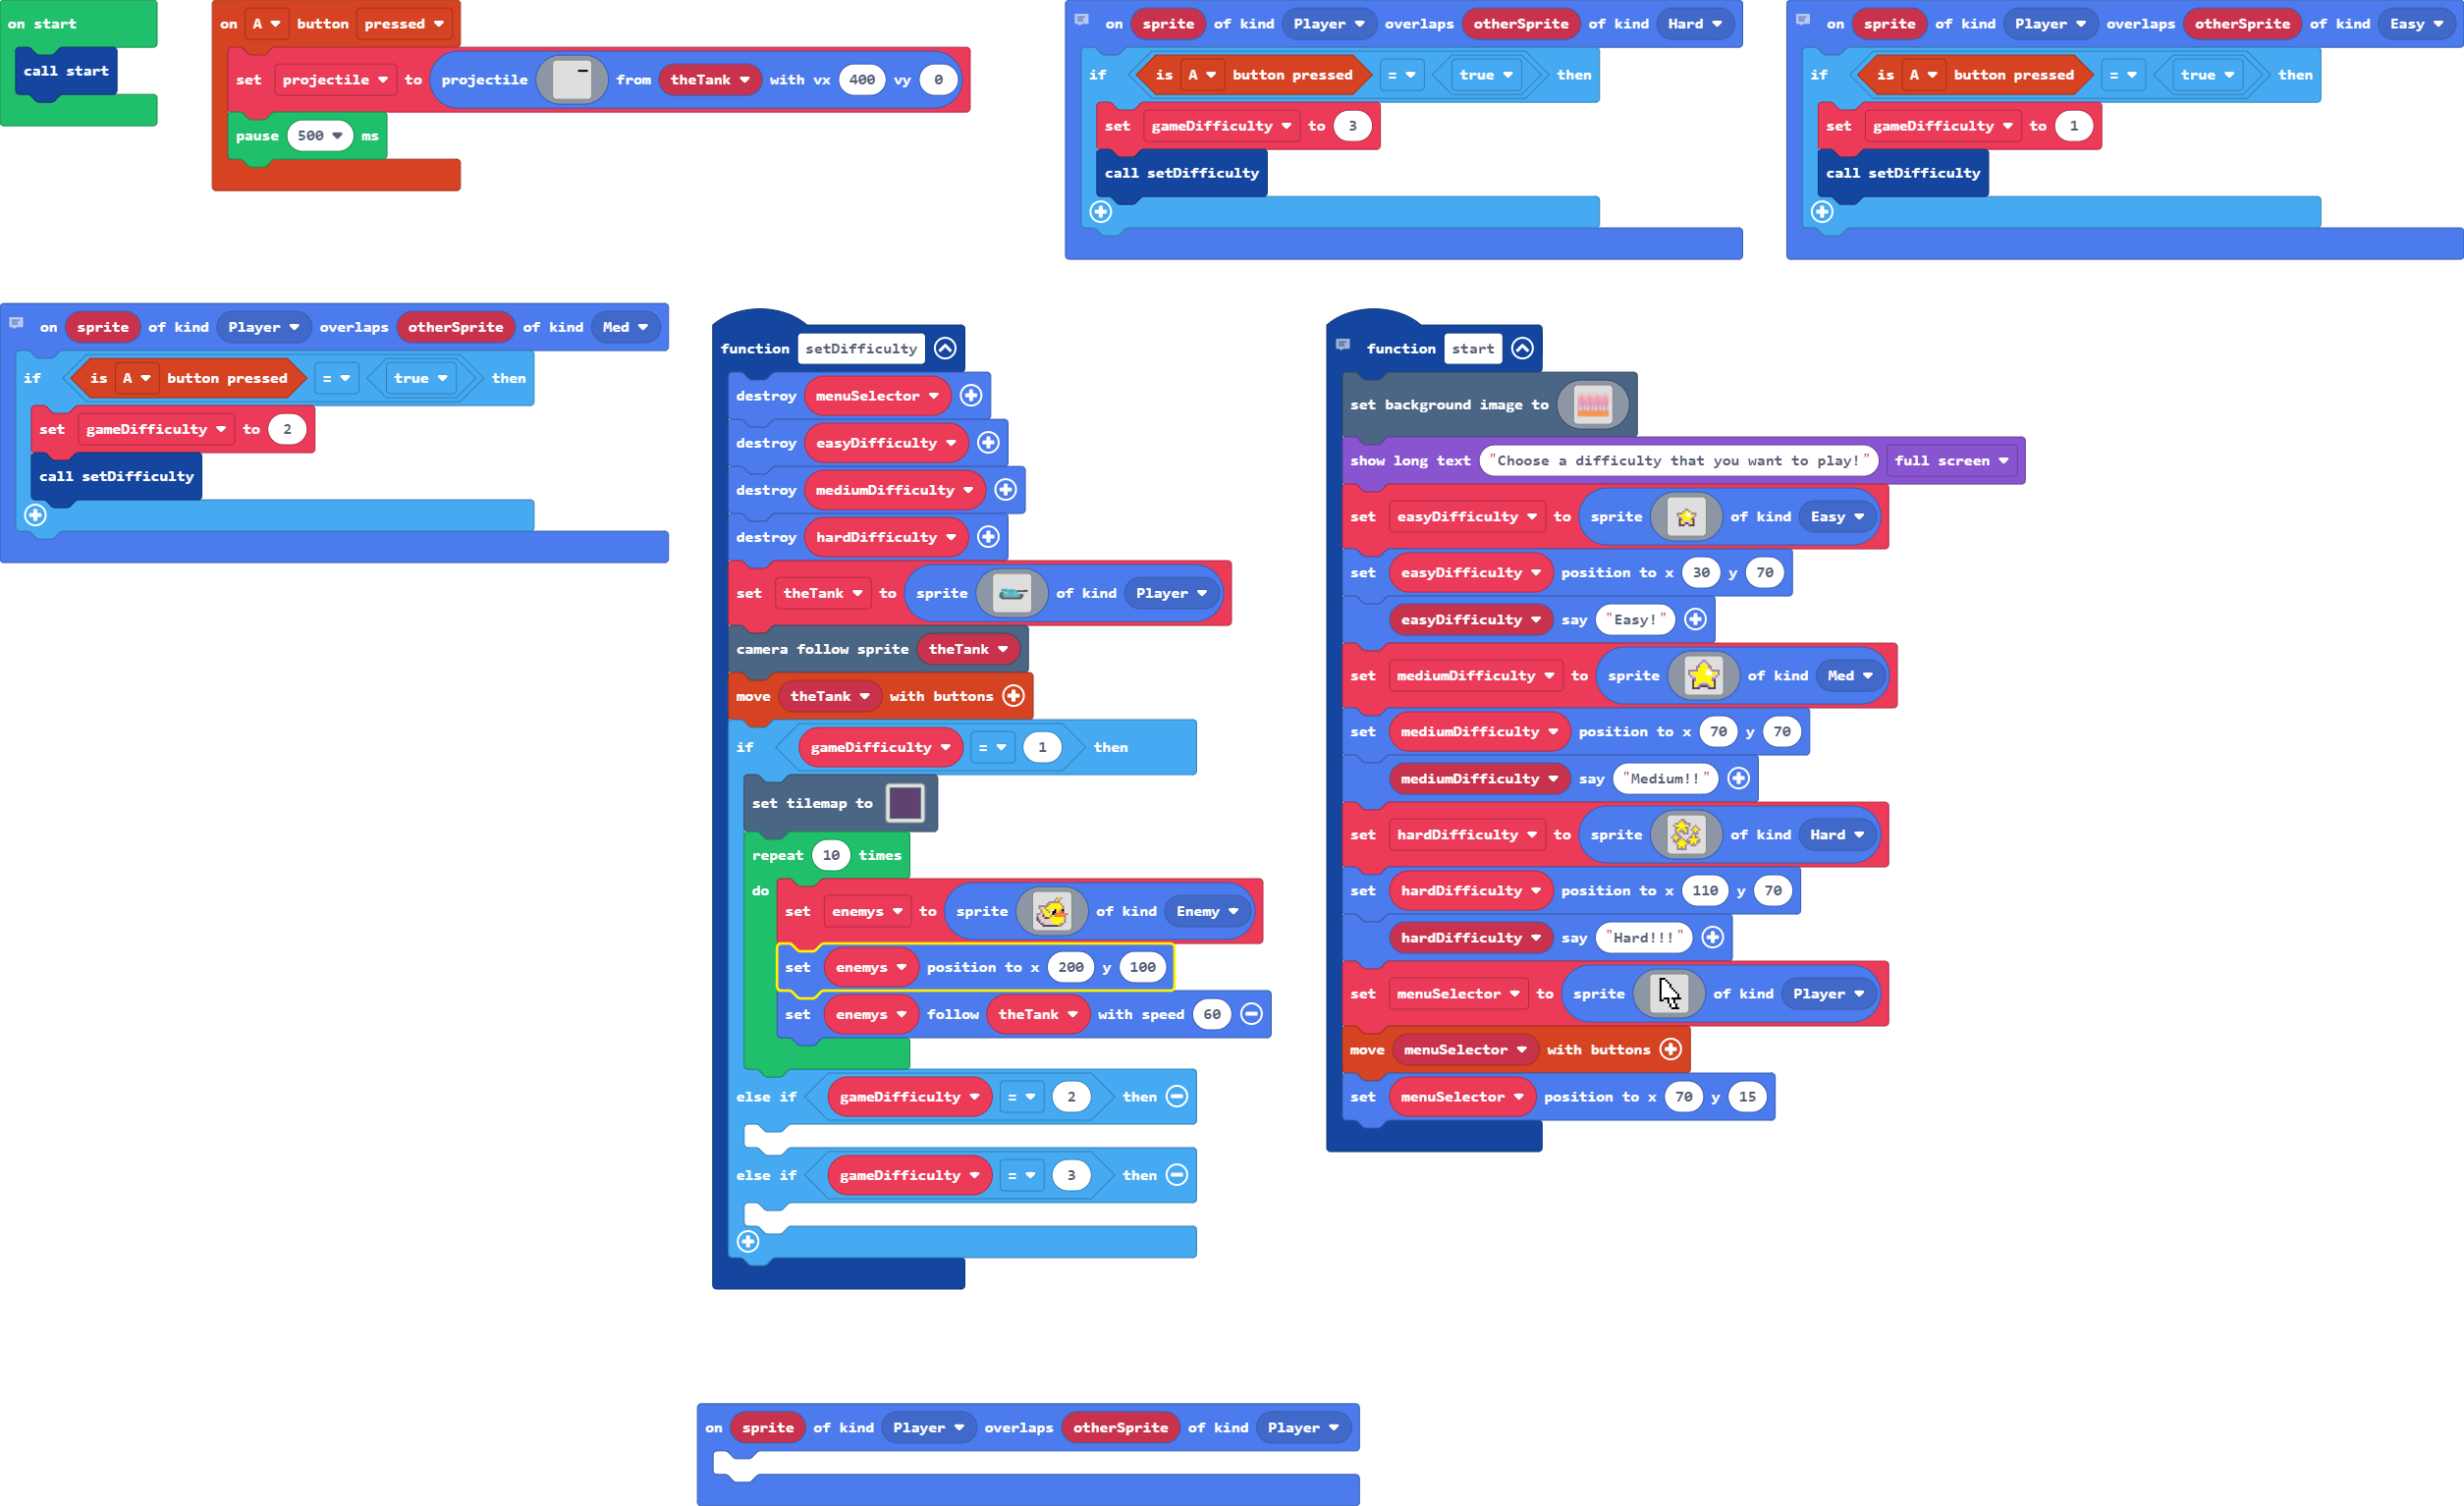 on start
call start
on A button pressed
set projectile to projectile from theTank with vx 400 vy 0
pause 500 ms
on sprite of kind Player overlaps otherSprite of kind Hard
if is A button pressed = true then
set gameDifficulty to 3
call setDifficulty
on sprite of kind Player overlaps otherSprite of kind Easy
if is A button pressed = true then
set gameDifficulty to 1
call setDifficulty
on sprite of kind Player overlaps otherSprite of kind Med
if is A button pressed = true then
set gameDifficulty to 2
call setDifficulty
function setDifficulty
destroy menuSelector
destroy easyDifficulty
destroy mediumDifficulty
destroy hardDifficulty
set theTank to sprite of kind Player
camera follow sprite theTank
move theTank with buttons
if gameDifficulty = 1 then
set tilemap to
repeat 10 times
do
set enemys to sprite of kind Enemy
set enemys position to x 200 y 100
set enemys follow theTank with speed 60
else if gameDifficulty = 2 then
else if gameDifficulty = 3 then
function start
set background image to
show long text "Choose a difficulty that you want to play!" full screen
set easyDifficulty to sprite of kind Easy
set easyDifficulty position to x 30 y 70
easyDifficulty say "Easy!"
set mediumDifficulty to sprite of kind Med
set mediumDifficulty position to x 70 y 70
mediumDifficulty say "Medium!!"
set hardDifficulty to sprite of kind Hard
set hardDifficulty position to x 110 y 70
hardDifficulty say "Hard!!!"
set menuSelector to sprite of kind Player
move menuSelector with buttons
set menuSelector position to x 70 y 15
on sprite of kind Player overlaps otherSprite of kind Player